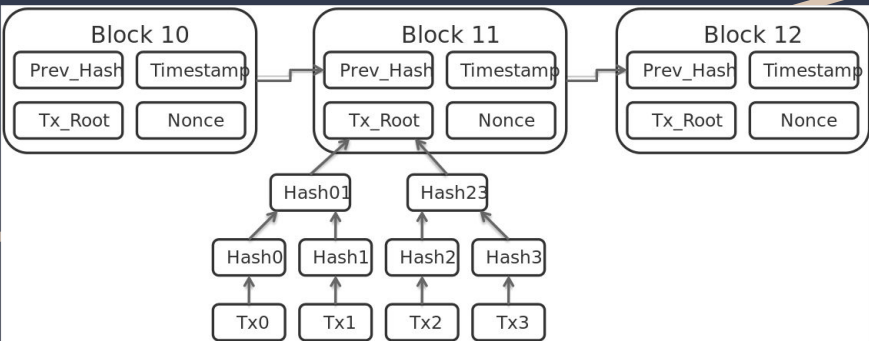 Block 10
Block 11
Block 12
Prev_Hash
Timestamp
Prev_Hash
Timestamp
Prev_Hash
Timestamp
Tx_Root
Nonce
Tx_Root
Nonce
Tx_Root
Nonce
Hash01
Hash23
Hash0
Hash1
Hash2
Hash3
Tx0
Tx1
Tx2
Tx3